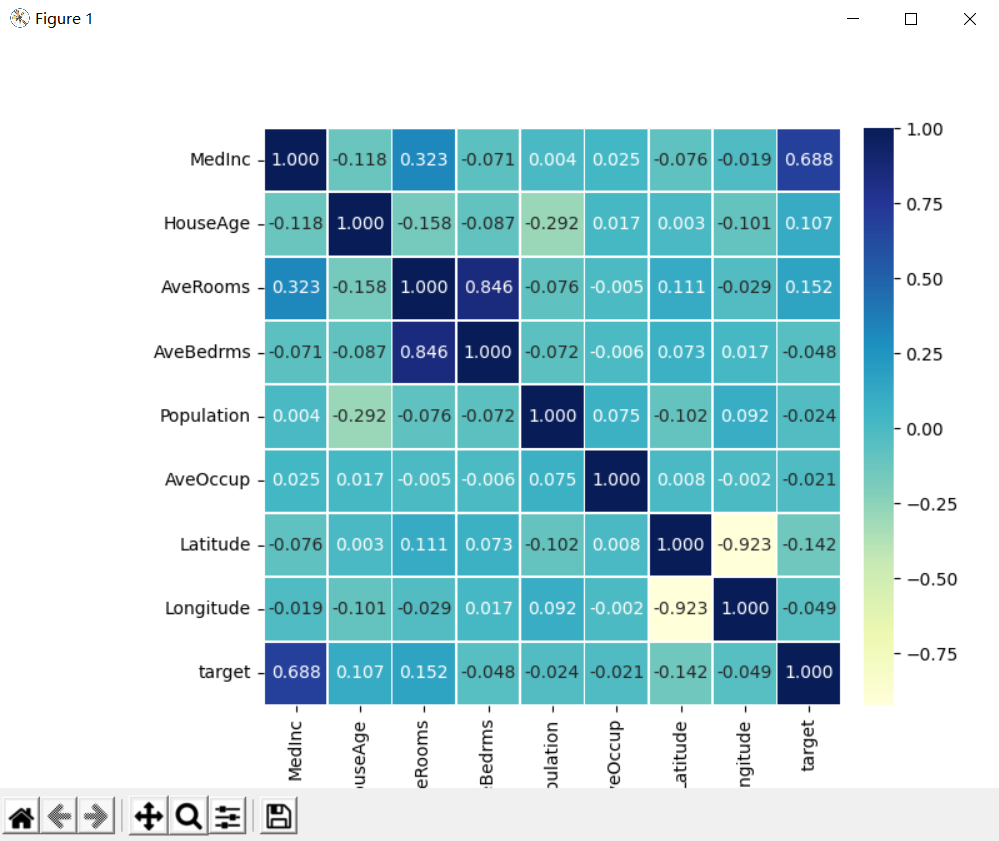 Figure 1
1.00
MedInc 1.000 -0.118 0.323 -0.071 0.004 0.025 -0.076 -0.019 0.688
0.75
HouseAge -0.118 1.000 -0.158 -0.087 -0.292 0.017 0.003 -0.101 0.107
AveRooms 0.323 -0.158 1.000 0.846 -0.076 -0.005 0.111 -0.029 0.152
0.50
AveBedrms -0.071 -0.087 0.846 1.000 -0.072 -0.006 0.073 0.017 -0.048
0.25
Population 0.004 -0.292 -0.076 -0.072 1.000 0.075 -0.102 0.092 -0.024
0.00
AveOccup 0.025 0.017 -0.005 -0.006 0.075 1.000 0.008 -0.002 -0.021
−0.25
Latitude -0.076 0.003 0.111 0.073 -0.102 0.008 1.000 -0.923 -0.142
−0.50
Longitude -0.019 -0.101 -0.029 0.017 0.092 -0.002 -0.923 1.000 -0.049
−0.75
target 0.688 0.107 0.152 -0.048 -0.024 -0.021 -0.142 -0.049 1.000
MedInc
useAge
eRooms
Bedrms
pulation
eOccup
Latitude
ngitude
target